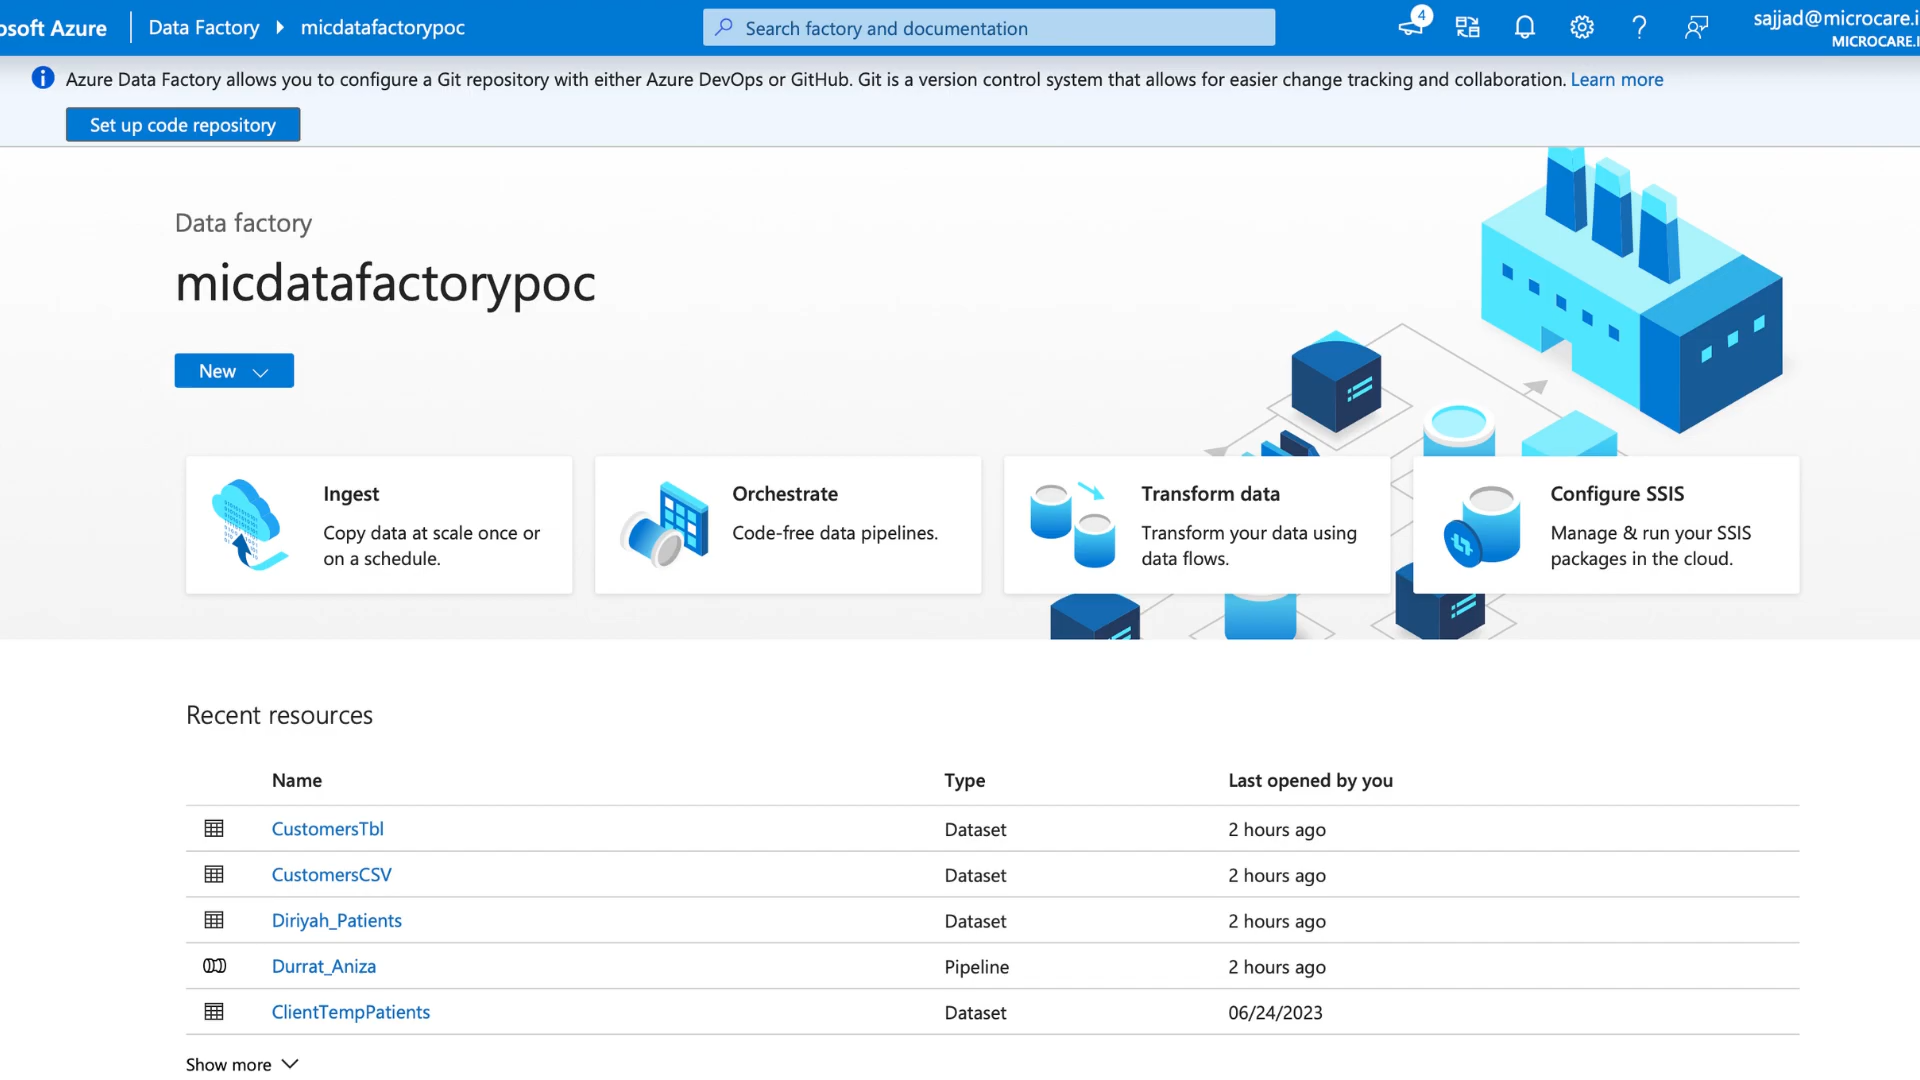 osoft Azure
Data Factory
micdatafactorypoc
Search factory and documentation
4
sajjad@microcare.i
MICROCARE.I
Azure Data Factory allows you to configure a Git repository with either Azure DevOps or GitHub. Git is a version control system that allows for easier change tracking and collaboration. Learn more
Set up code repository
Data factory
micdatafactorypoc
New
Ingest
Copy data at scale once or
on a schedule.
Orchestrate
Code-free data pipelines.
Transform data
Transform your data using
data flows.
Configure SSIS
Manage & run your SSIS
packages in the cloud.
Recent resources
Name Type Last opened by you
CustomersTbl Dataset 2 hours ago
CustomersCSV Dataset 2 hours ago
Diriyah_Patients Dataset 2 hours ago
Durrat_Aniza Pipeline 2 hours ago
ClientTempPatients Dataset 06/24/2023
Show more